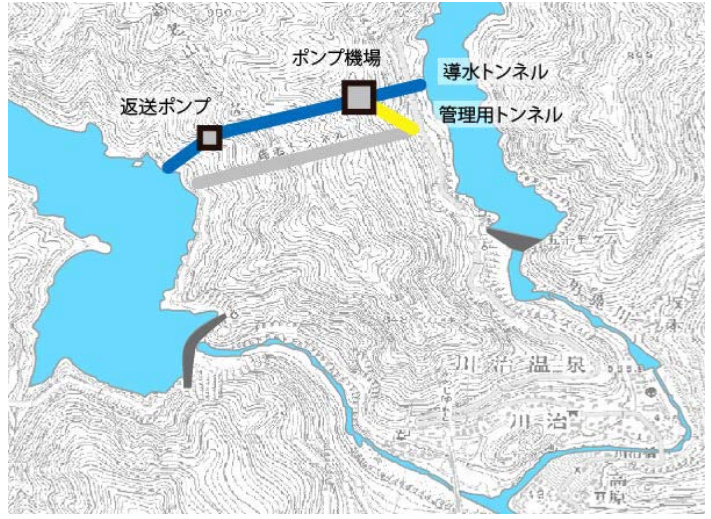 ポンプ機場
導水トンネル
返送ポンプ
管理用トンネル
川治温泉
川治